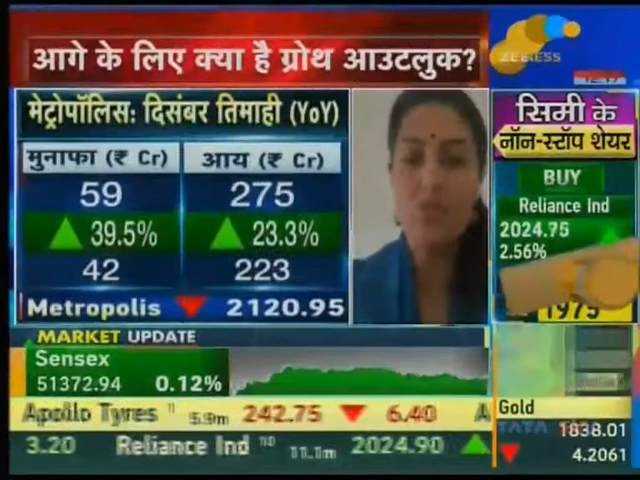 आगे के लिए क्या है ग्रोथ आउटलुक?
ZEE BUSINESS
मेट्रोपॉलिस: दिसंबर तिमाही (YoY)
मुनाफा (₹ Cr) आय (₹ Cr)
59 275
39.5% 23.3%
42 223
Metropolis 2120.95
सिमी के
नॉन-स्टॉप शेयर
BUY
Reliance Ind
2024.75
2.56%
1975
MARKET UPDATE
Sensex
51372.94 0.12%
Gold
1838.01
4.2061
Apollo Tyres 5.9m 242.75 6.40 A
3.20 Reliance Ind 11.1m 2024.90